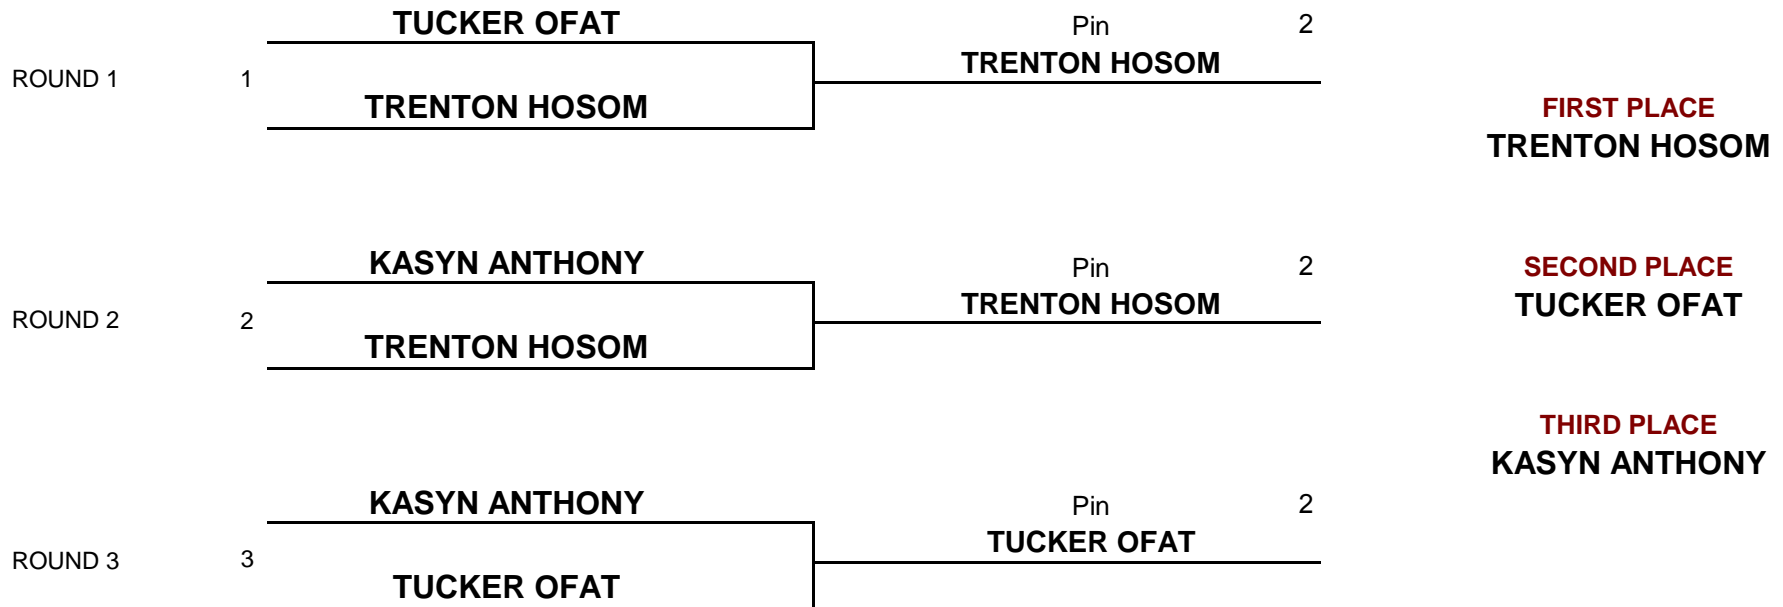 TUCKER OFAT
Pin 2
TRENTON HOSOM
ROUND 1 1
TRENTON HOSOM
FIRST PLACE
TRENTON HOSOM
KASYN ANTHONY
Pin 2
SECOND PLACE
TRENTON HOSOM
TUCKER OFAT
ROUND 2 2
TRENTON HOSOM
THIRD PLACE
KASYN ANTHONY
KASYN ANTHONY
Pin 2
TUCKER OFAT
ROUND 3 3
TUCKER OFAT